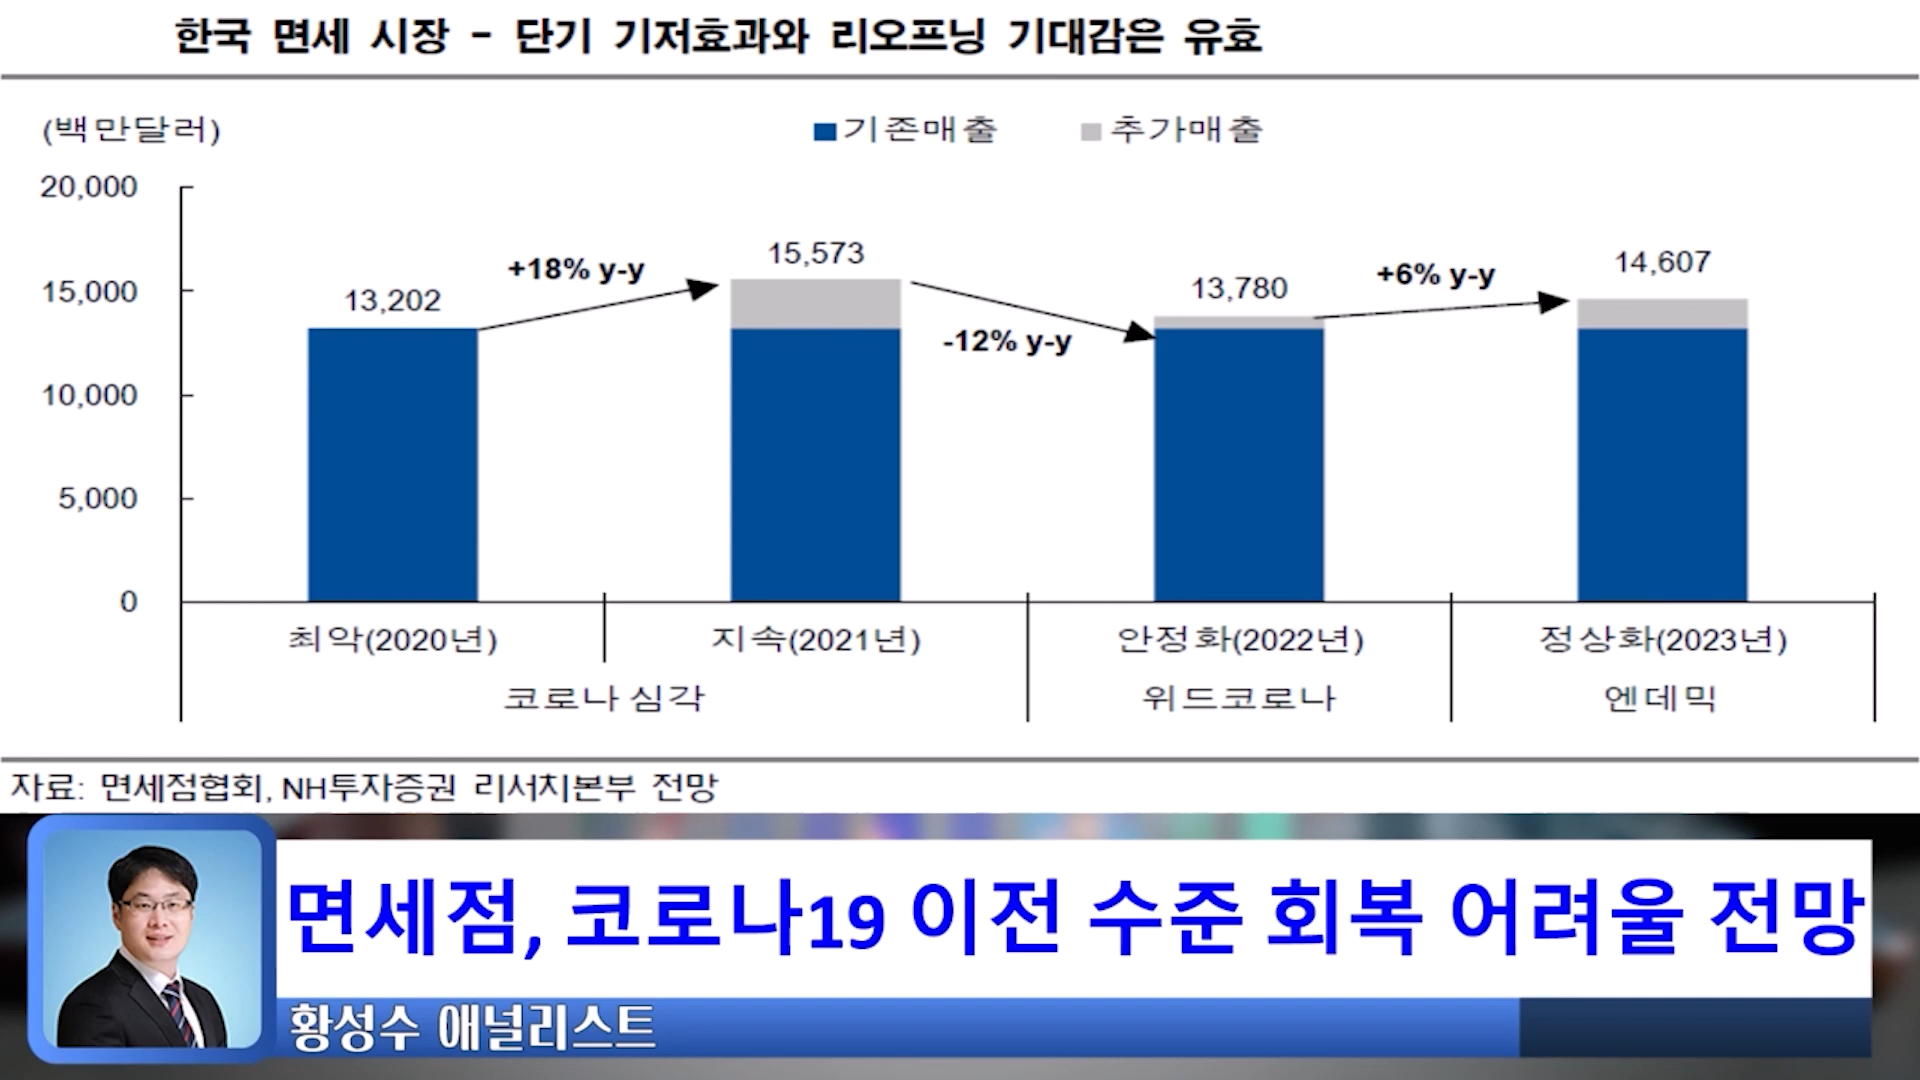 한국 면세 시장 - 단기 기저효과와 리오프닝 기대감은 유효
(백만달러)
기존매출 추가매출
20,000
15,000
10,000
5,000
0
13,202
+18% y-y
15,573
-12% y-y
13,780
+6% y-y
14,607
최악(2020년) 지속(2021년) 안정화(2022년) 정상화(2023년)
코로나 심각 위드코로나 엔데믹
자료: 면세점협회, NH투자증권 리서치본부 전망
면세점, 코로나19 이전 수준 회복 어려울 전망
황성수 애널리스트